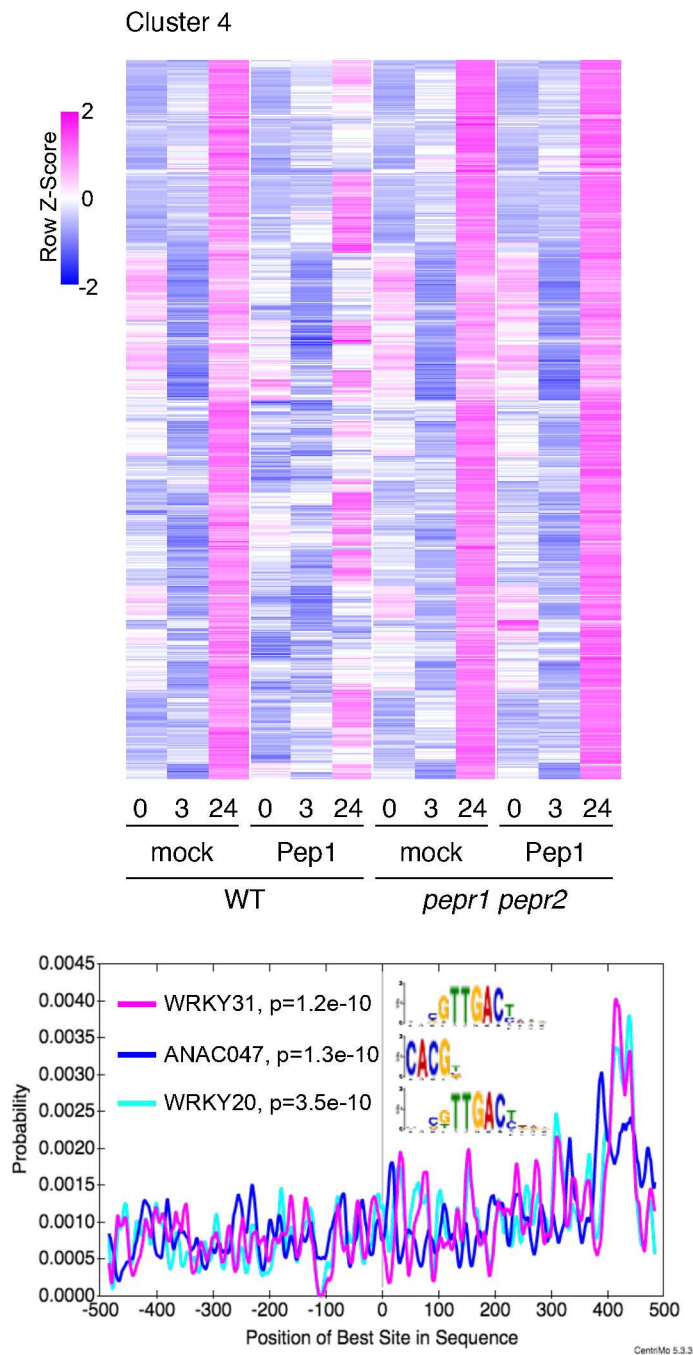 Cluster 4
2
0
-2
Row Z-Score
0 3 24 0 3 24 0 3 24 0 3 24
mock Pep1 mock Pep1
WT pepr1 pepr2
0.0045
0.0040
0.0035
0.0030
0.0025
0.0020
0.0015
0.0010
0.0005
0.0000
Probability
WRKY31, p=1.2e-10
GTTGACT
ANAC047, p=1.3e-10
CACG
WRKY20, p=3.5e-10
GTTGAC
-500 -400 -300 -200 -100 0 100 200 300 400 500
Position of Best Site in Sequence
CentriMo 5.3.3